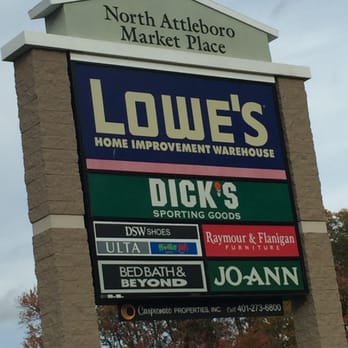 North Attleboro
Market Place
LOWE'S
HOME IMPROVEMENT WAREHOUSE
DICK'S
SPORTING GOODS
DSW SHOES
ULTA
Raymour & Flanigan
FURNITURE
BED BATH &
BEYOND
JO-ANN
Carpionato PROPERTIES, INC. Call 401-273-6800